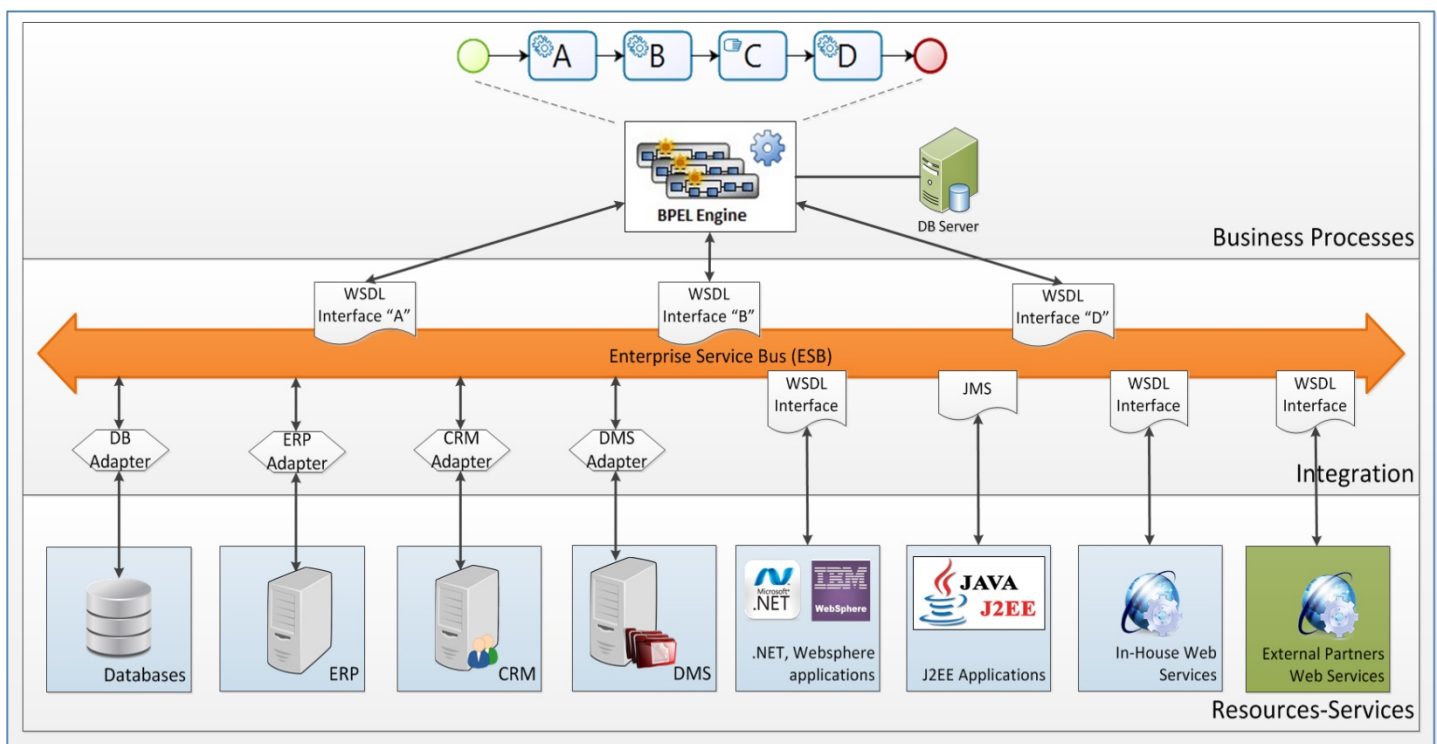 A
B
C
D
BPEL Engine
DB Server
Business Processes
WSDL
Interface “A”
WSDL
Interface “B”
WSDL
Interface “D”
Enterprise Service Bus (ESB)
DB
Adapter
ERP
Adapter
CRM
Adapter
DMS
Adapter
WSDL
Interface
JMS
WSDL
Interface
WSDL
Interface
Integration
Databases
ERP
CRM
DMS
Microsoft®
.NET
IBM
WebSphere
.NET, Websphere
applications
JAVA
J2EE
J2EE Applications
In-House Web
Services
External Partners
Web Services
Resources-Services